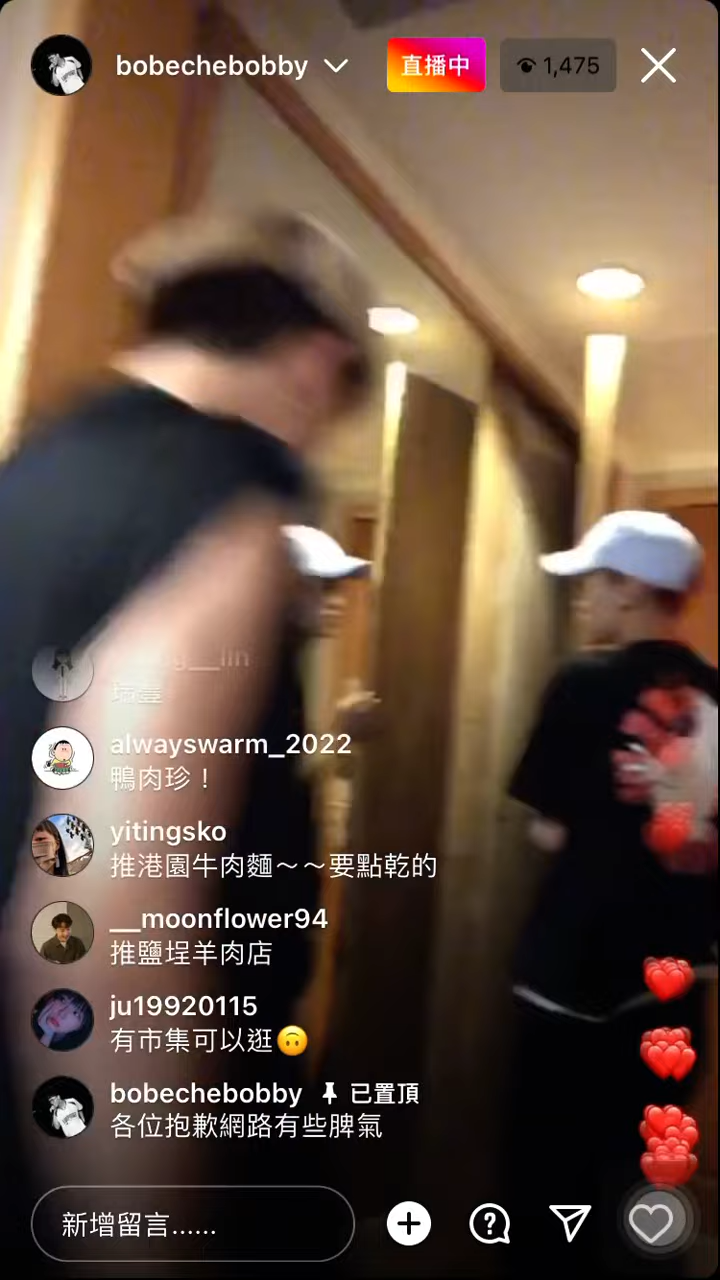 bobechebobby
直播中
1,475
alwayswarm_2022
鴨肉珍！
yitingsko
推港園牛肉麵～～要點乾的
__moonflower94
推鹽埕羊肉店
ju19920115
有市集可以逛🙃
bobechebobby 已置頂
各位抱歉網路有些脾氣
新增留言......